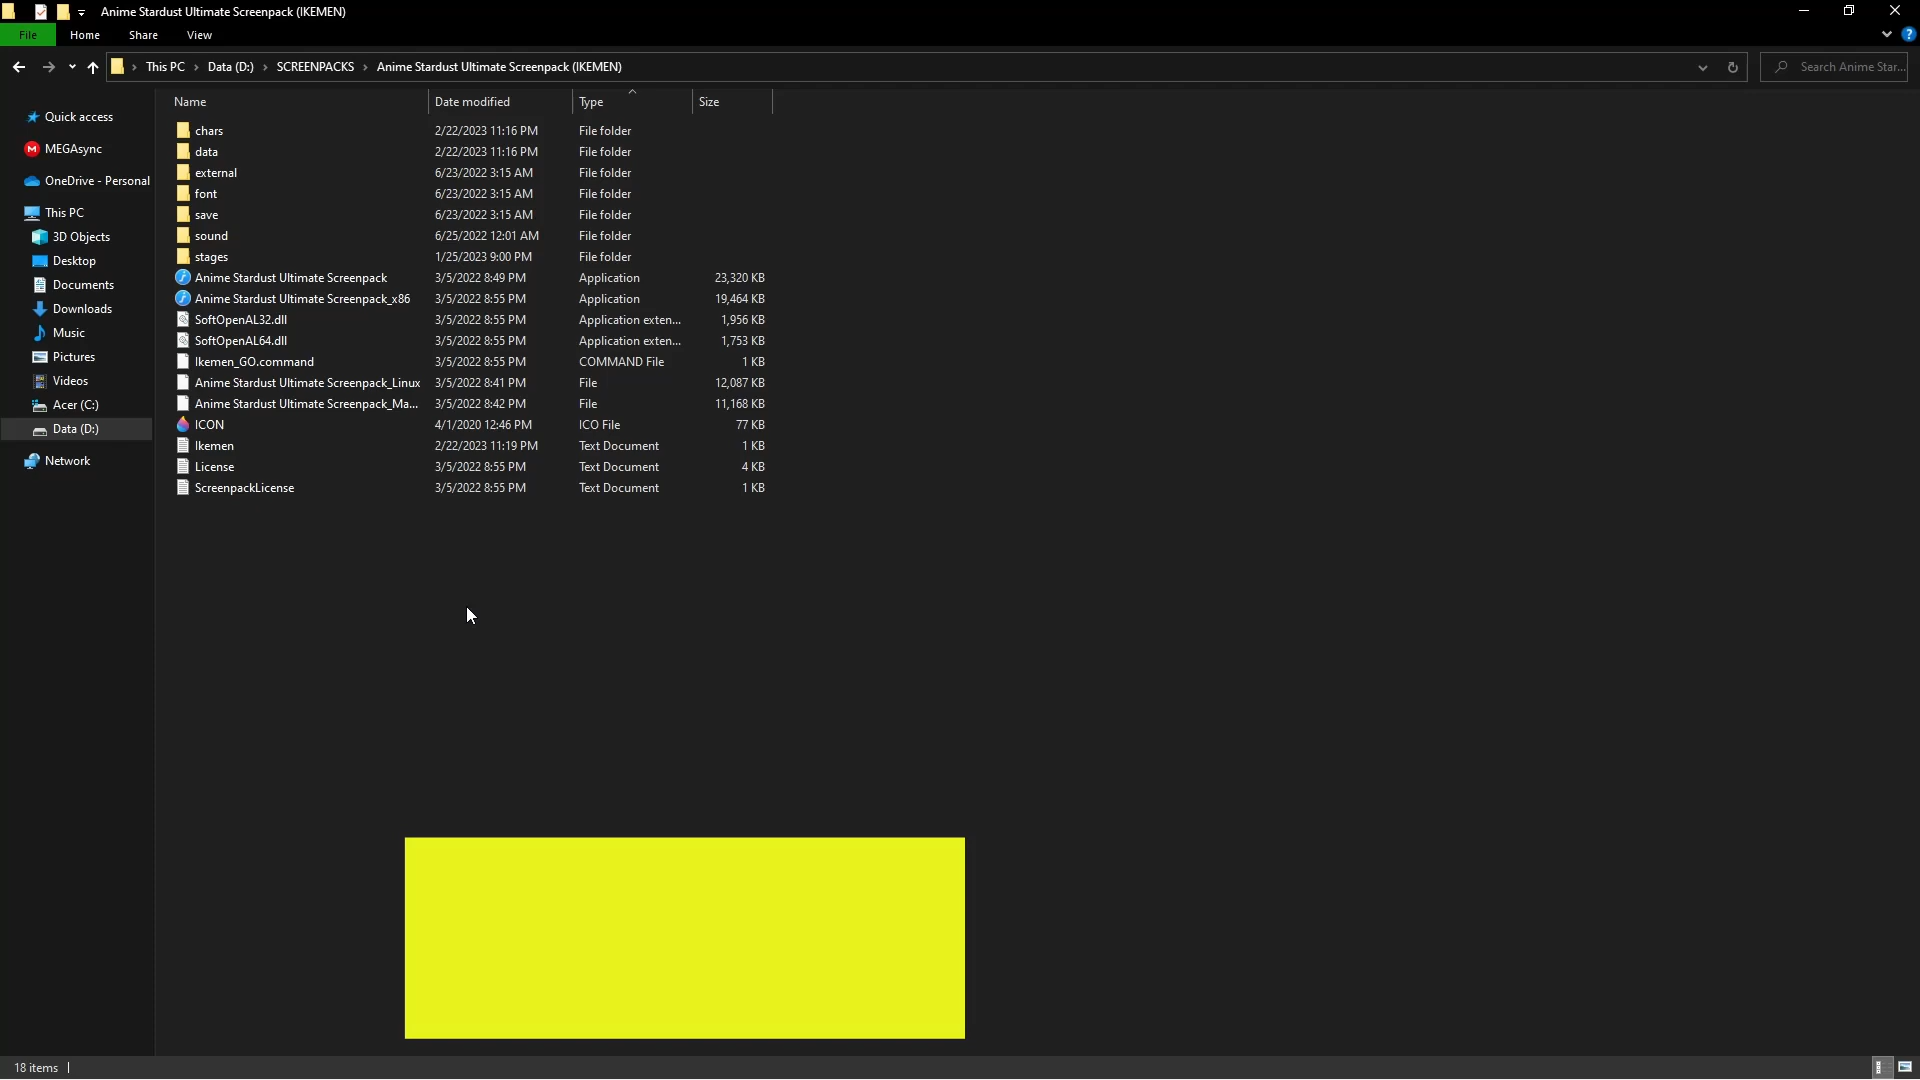 Anime Stardust Ultimate Screenpack (IKEMEN)
File Home Share View
This PC Data (D:) SCREENPACKS Anime Stardust Ultimate Screenpack (IKEMEN)
Search Anime Star...
Name Date modified Type Size
Quick access
MEGAsync
OneDrive - Personal
This PC
3D Objects
Desktop
Documents
Downloads
Music
Pictures
Videos
Acer (C:)
Data (D:)
Network
chars 2/22/2023 11:16 PM File folder
data 2/22/2023 11:16 PM File folder
external 6/23/2022 3:15 AM File folder
font 6/23/2022 3:15 AM File folder
save 6/23/2022 3:15 AM File folder
sound 6/25/2022 12:01 AM File folder
stages 1/25/2023 9:00 PM File folder
Anime Stardust Ultimate Screenpack 3/5/2022 8:49 PM Application 23,320 KB
Anime Stardust Ultimate Screenpack_x86 3/5/2022 8:55 PM Application 19,464 KB
SoftOpenAL32.dll 3/5/2022 8:55 PM Application exten... 1,956 KB
SoftOpenAL64.dll 3/5/2022 8:55 PM Application exten... 1,753 KB
Ikemen_GO.command 3/5/2022 8:55 PM COMMAND File 1 KB
Anime Stardust Ultimate Screenpack_Linux 3/5/2022 8:41 PM File 12,087 KB
Anime Stardust Ultimate Screenpack_Ma... 3/5/2022 8:42 PM File 11,168 KB
ICON 4/1/2020 12:46 PM ICO File 77 KB
Ikemen 2/22/2023 11:19 PM Text Document 1 KB
License 3/5/2022 8:55 PM Text Document 4 KB
ScreenpackLicense 3/5/2022 8:55 PM Text Document 1 KB
18 items